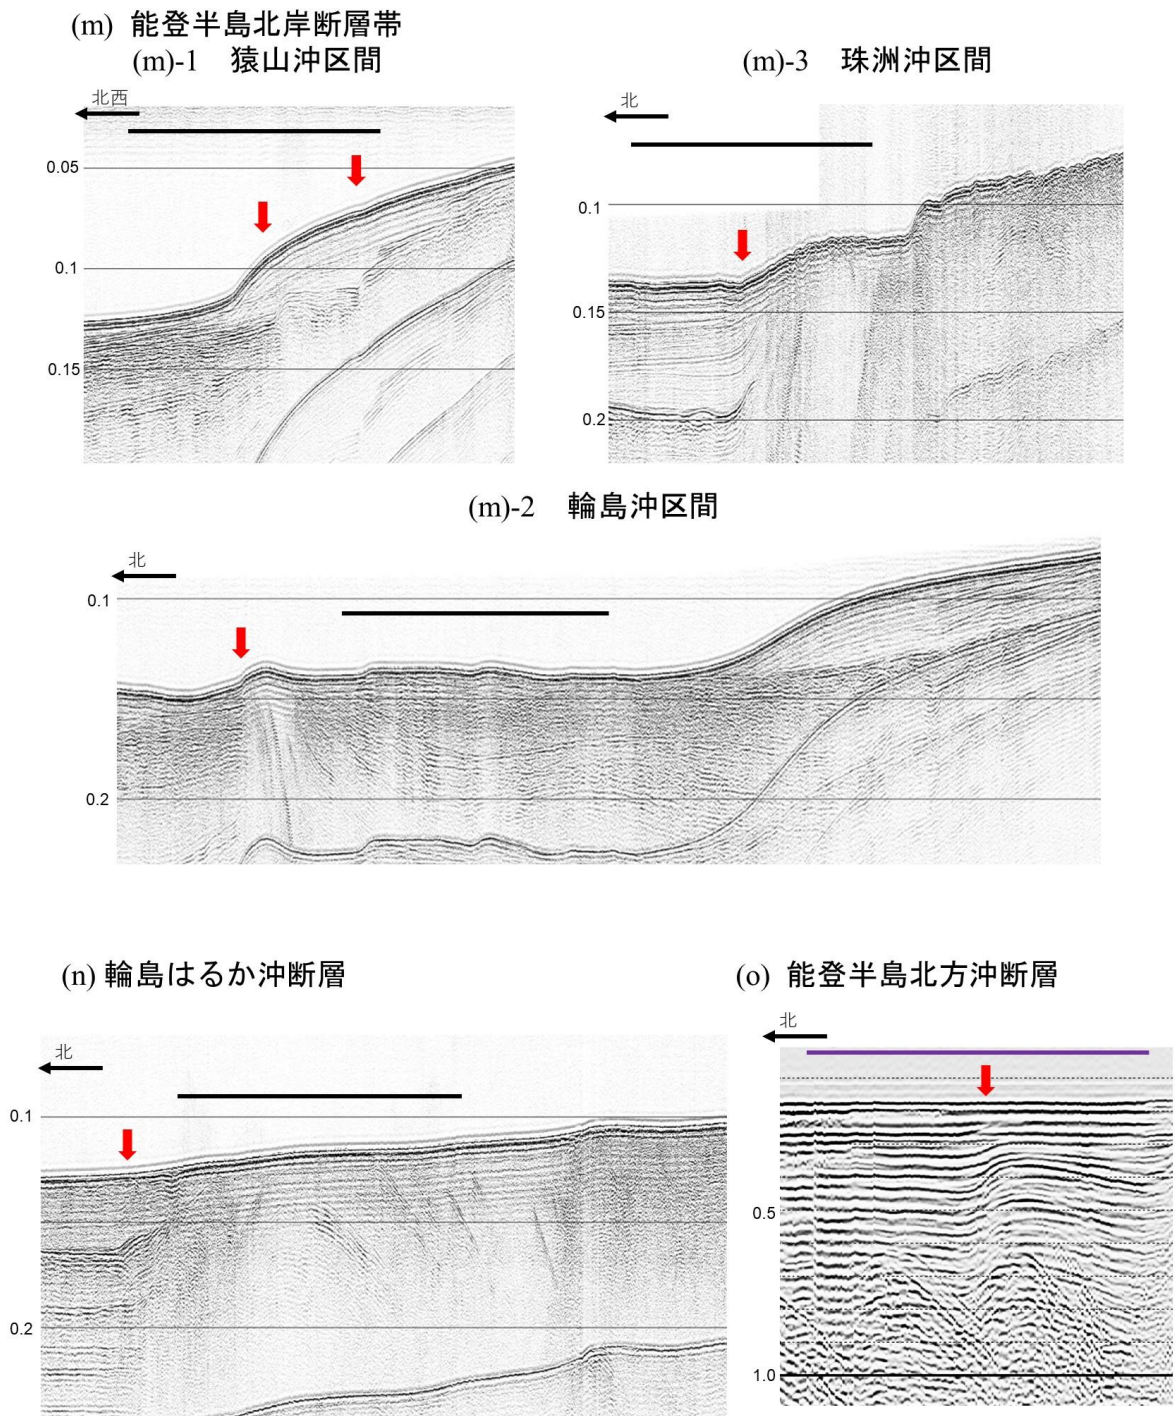 (m) 能登半島北岸断層帯
(m)-1 猿山沖区間
(m)-3 珠洲沖区間
北西
0.05
0.1
0.15
北
0.1
0.15
0.2
(m)-2 輪島沖区間
北
0.1
0.2
(n) 輪島はるか沖断層
(o) 能登半島北方沖断層
北
0.1
0.2
北
0.5
1.0